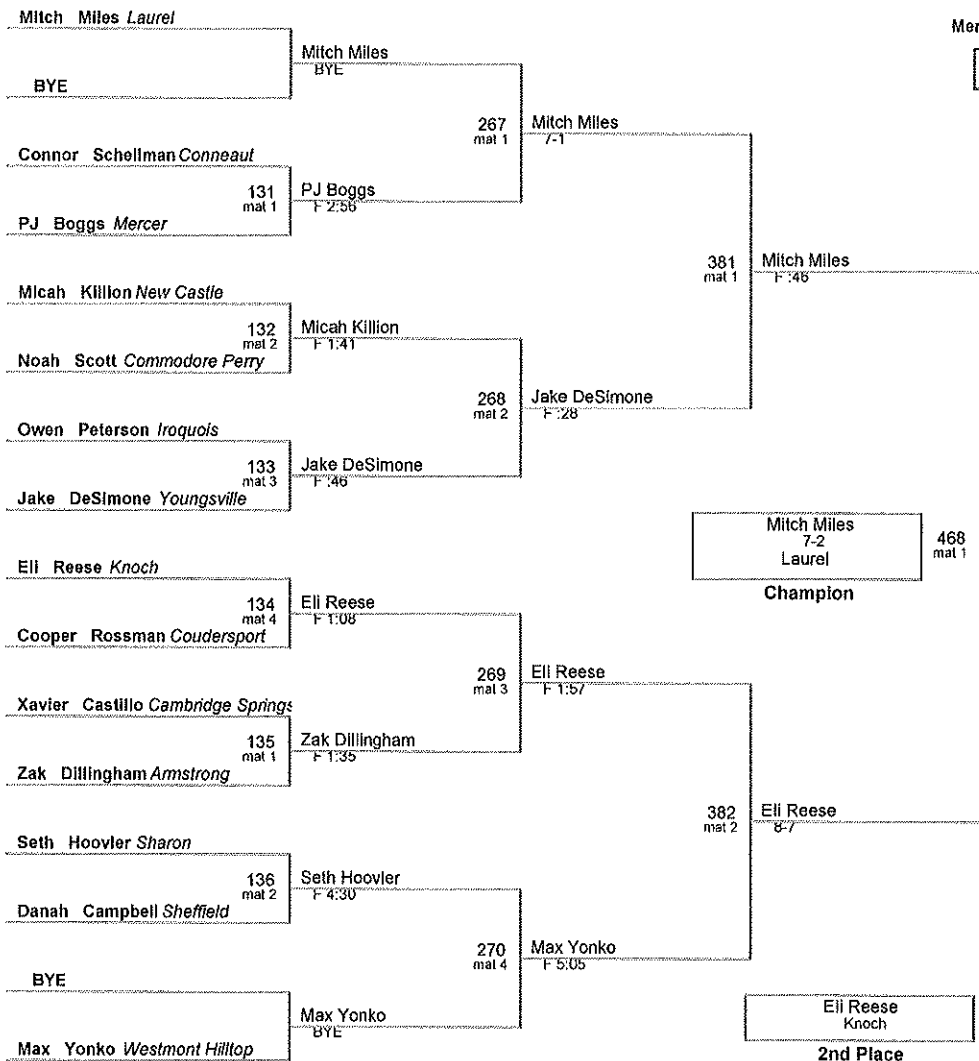 Mitch Miles Laurel
BYE
Mitch Miles
BYE
267
mat 1
Mitch Miles
7-1
Connor Schellman Conneaut
131
mat 1
PJ Boggs
F 2:56
PJ Boggs Mercer
381
mat 1
Mitch Miles
F :46
Micah Killion New Castle
132
mat 2
Micah Killion
F 1:41
Noah Scott Commodore Perry
268
mat 2
Jake DeSimone
F :28
Owen Peterson Iroquois
133
mat 3
Jake DeSimone
F :46
Jake DeSimone Youngsville
Mitch Miles
7-2
Laurel
468
mat 1
Champion
Eli Reese Knoch
134
mat 4
Eli Reese
F 1:08
Cooper Rossman Coudersport
269
mat 3
Eli Reese
F 1:57
Xavier Castillo Cambridge Springs
135
mat 1
Zak Dillingham
F 1:35
Zak Dillingham Armstrong
382
mat 2
Eli Reese
8-7
Seth Hoovler Sharon
136
mat 2
Seth Hoovler
F 4:30
Danah Campbell Sheffield
270
mat 4
Max Yonko
F 5:05
BYE
Max Yonko
BYE
Max Yonko Westmont Hilltop
Eli Reese
Knoch
2nd Place